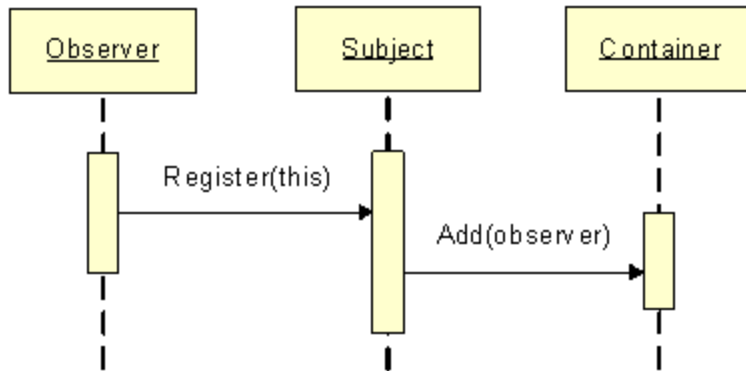 Observer
Subject
Container
Register(this)
Add(observer)